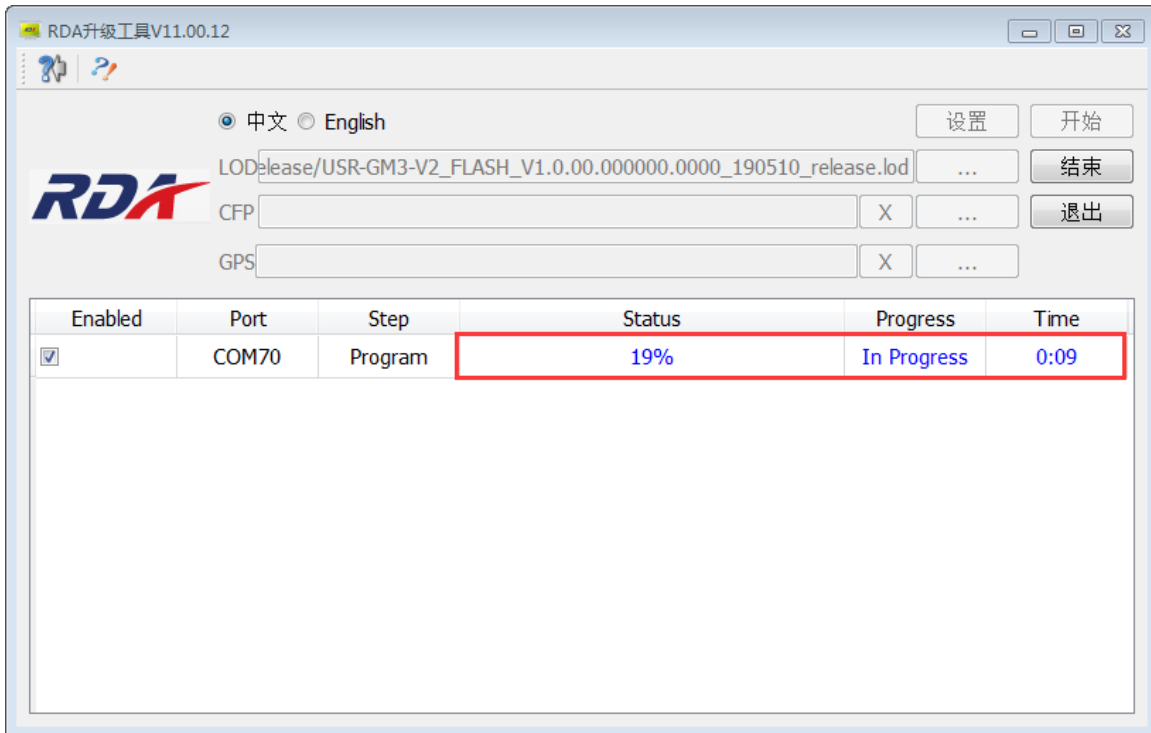 RDA升级工具V11.00.12
中文 English 设置 开始
LOD elease/USR-GM3-V2_FLASH_V1.0.00.000000.0000_190510_release.lod ... 结束
RDA
CFP X ... 退出
GPS X ...
Enabled Port Step Status Progress Time
COM70 Program 19% In Progress 0:09